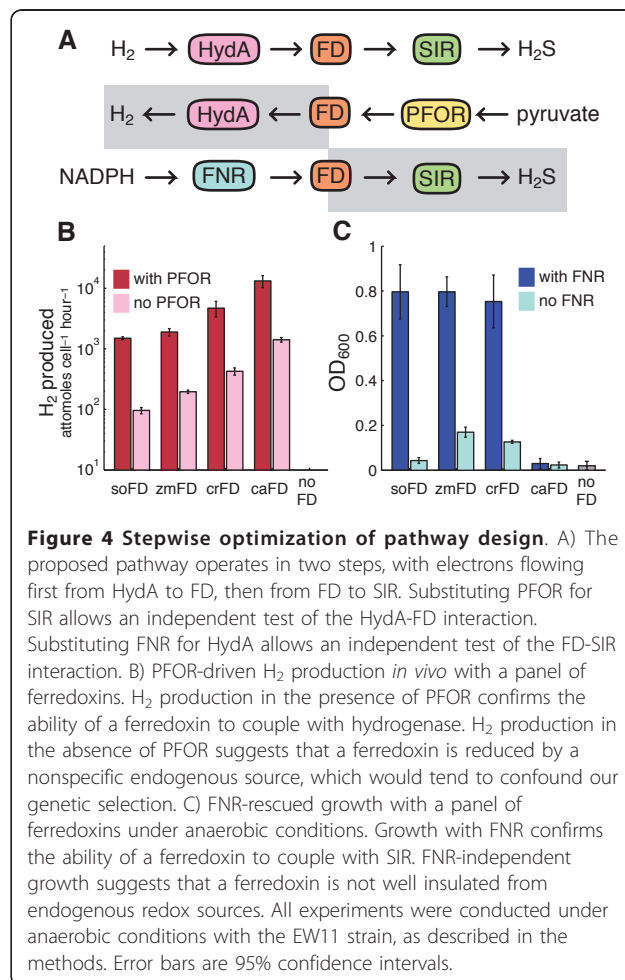 A
H₂ → HydA → FD → SIR → H₂S
H₂ ← HydA ← FD ← PFOR ← pyruvate
NADPH → FNR → FD → SIR → H₂S
B
with PFOR
no PFOR
H₂ produced
attomoles cell⁻¹ hour⁻¹
10⁴
10³
10²
10¹
soFD zmFD crFD caFD no FD
C
with FNR
no FNR
OD₆₀₀
1
0.8
0.6
0.4
0.2
0
soFD zmFD crFD caFD no FD
Figure 4 Stepwise optimization of pathway design. A) The
proposed pathway operates in two steps, with electrons flowing
first from HydA to FD, then from FD to SIR. Substituting PFOR for
SIR allows an independent test of the HydA-FD interaction.
Substituting FNR for HydA allows an independent test of the FD-SIR
interaction. B) PFOR-driven H₂ production in vivo with a panel of
ferredoxins. H₂ production in the presence of PFOR confirms the
ability of a ferredoxin to couple with hydrogenase. H₂ production in
the absence of PFOR suggests that a ferredoxin is reduced by a
nonspecific endogenous source, which would tend to confound our
genetic selection. C) FNR-rescued growth with a panel of
ferredoxins under anaerobic conditions. Growth with FNR confirms
the ability of a ferredoxin to couple with SIR. FNR-independent
growth suggests that a ferredoxin is not well insulated from
endogenous redox sources. All experiments were conducted under
anaerobic conditions with the EW11 strain, as described in the
methods. Error bars are 95% confidence intervals.